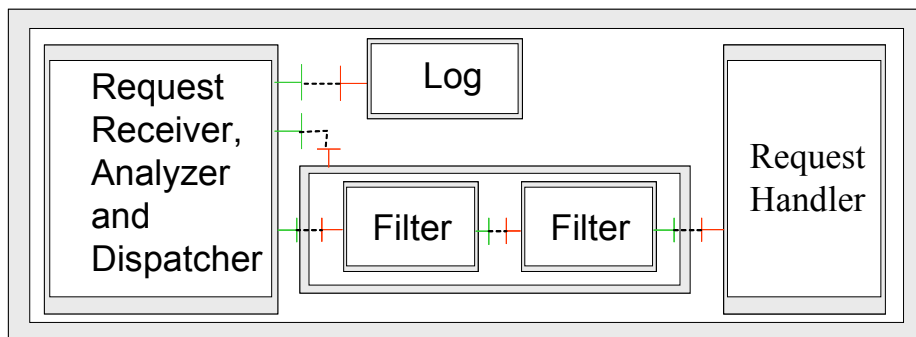 Request
Receiver,
Analyzer
and
Dispatcher
Log
Filter
Filter
Request
Handler